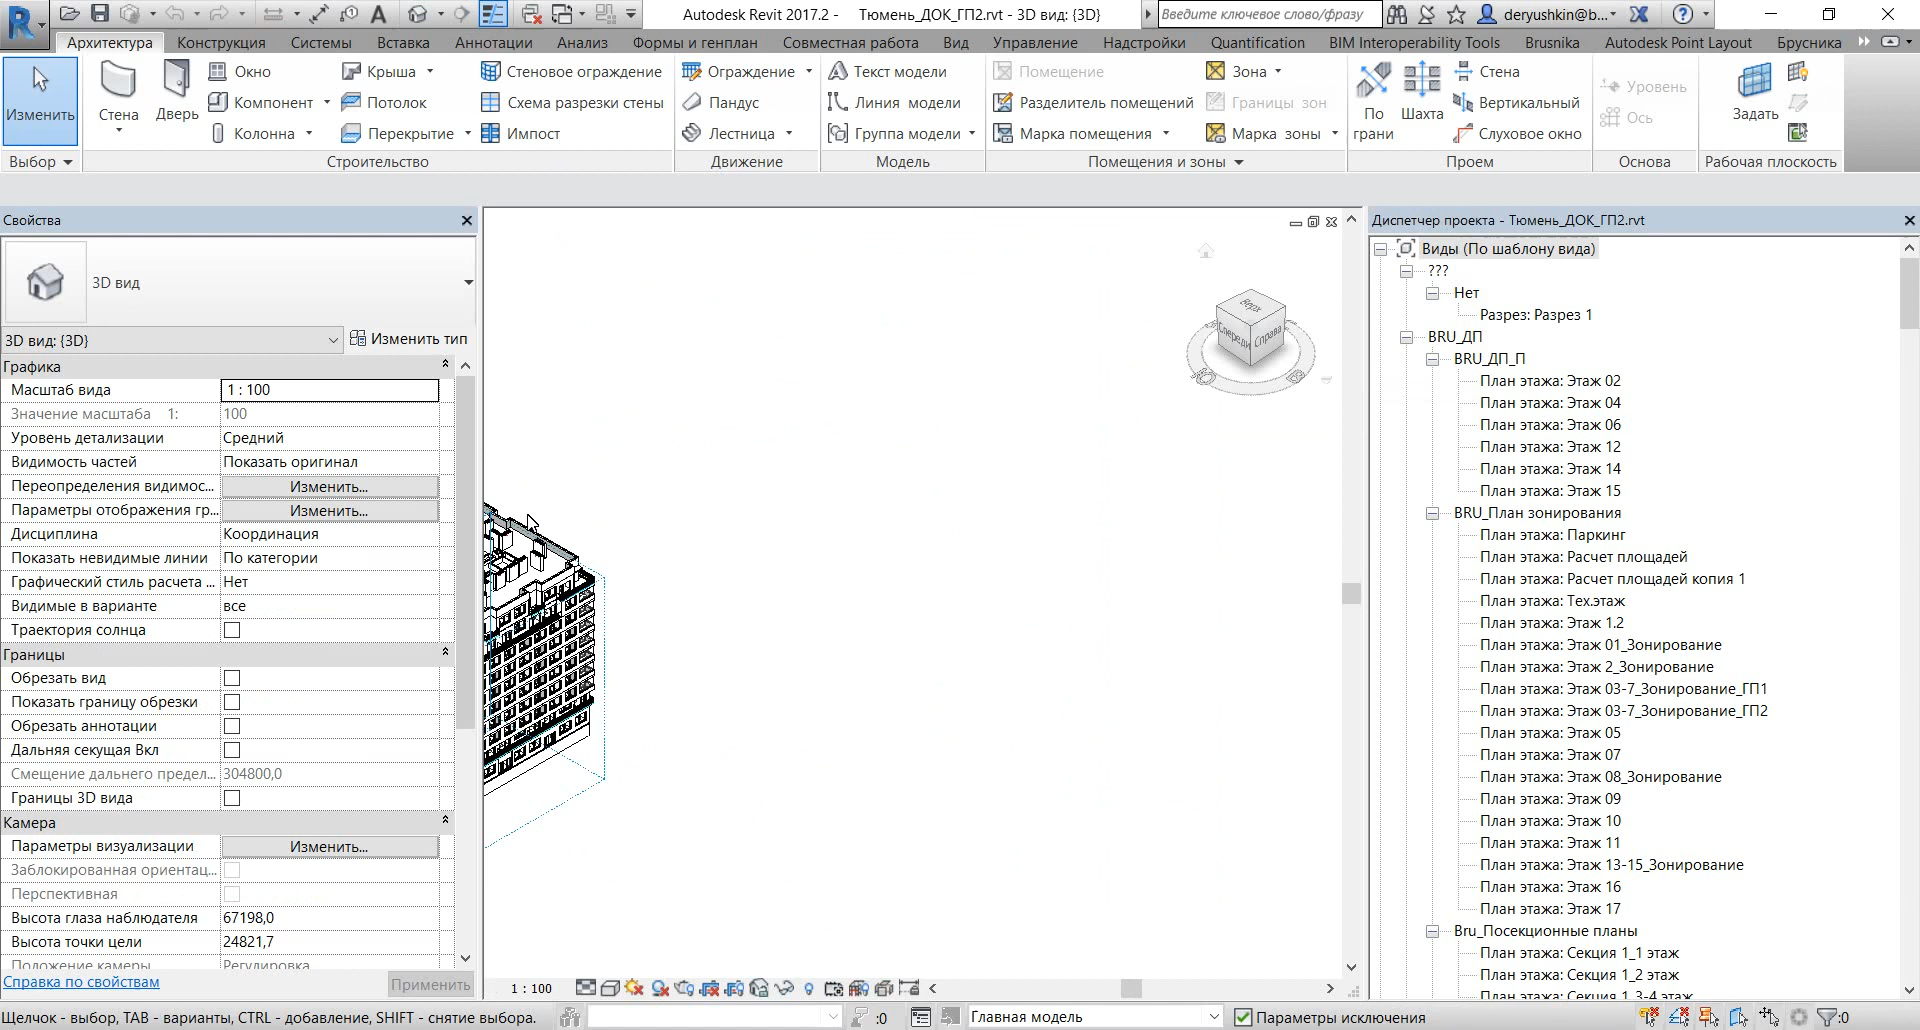 Autodesk Revit 2017.2 - Тюмень_ДОК_ГП2.rvt - 3D вид: {3D}
Введите ключевое слово/фразу
deryushkin@b...
Архитектура Конструкция Системы Вставка Аннотации Анализ Формы и генплан Совместная работа Вид Управление Надстройки Quantification BIM Interoperability Tools Brusnika Autodesk Point Layout Брусника
Окно Крыша Стеновое ограждение Ограждение Текст модели Помещение Зона Стена
Уровень
Компонент Потолок Схема разрезки стены Пандус Линия модели Разделитель помещений Границы зон Вертикальный
Изменить Стена Дверь По грани Шахта Ось Задать
Колонна Перекрытие Импост Лестница Группа модели Марка помещения Марка зоны Слуховое окно
Выбор Строительство Движение Модель Помещения и зоны Проем Основа Рабочая плоскость
Свойства
3D вид
3D вид: {3D} Изменить тип
Графика
Масштаб вида 1 : 100
Значение масштаба 1: 100
Уровень детализации Средний
Видимость частей Показать оригинал
Переопределения видимос... Изменить...
Параметры отображения гр... Изменить...
Дисциплина Координация
Показать невидимые линии По категории
Графический стиль расчета ... Нет
Видимые в варианте все
Траектория солнца
Границы
Обрезать вид
Показать границу обрезки
Обрезать аннотации
Дальняя секущая Вкл
Смещение дальнего предел... 304800,0
Границы 3D вида
Камера
Параметры визуализации Изменить...
Заблокированная ориентац...
Перспективная
Высота глаза наблюдателя 67198,0
Высота точки цели 24821,7
Положение камеры Регулировка
Справка по свойствам Применить
Верх
Спереди Справа
Ю В
1 : 100
Диспетчер проекта - Тюмень_ДОК_ГП2.rvt
Виды (По шаблону вида)
???
Нет
Разрез: Разрез 1
BRU_ДП
BRU_ДП_П
План этажа: Этаж 02
План этажа: Этаж 04
План этажа: Этаж 06
План этажа: Этаж 12
План этажа: Этаж 14
План этажа: Этаж 15
BRU_План зонирования
План этажа: Паркинг
План этажа: Расчет площадей
План этажа: Расчет площадей копия 1
План этажа: Тех.этаж
План этажа: Этаж 1.2
План этажа: Этаж 01_Зонирование
План этажа: Этаж 2_Зонирование
План этажа: Этаж 03-7_Зонирование_ГП1
План этажа: Этаж 03-7_Зонирование_ГП2
План этажа: Этаж 05
План этажа: Этаж 07
План этажа: Этаж 08_Зонирование
План этажа: Этаж 09
План этажа: Этаж 10
План этажа: Этаж 11
План этажа: Этаж 13-15_Зонирование
План этажа: Этаж 16
План этажа: Этаж 17
Bru_Посекционные планы
План этажа: Секция 1_1 этаж
План этажа: Секция 1_2 этаж
План этажа: Секция 1_3-4 этаж
Щелчок - выбор, TAB - варианты, CTRL - добавление, SHIFT - снятие выбора. :0 Главная модель Параметры исключения :0